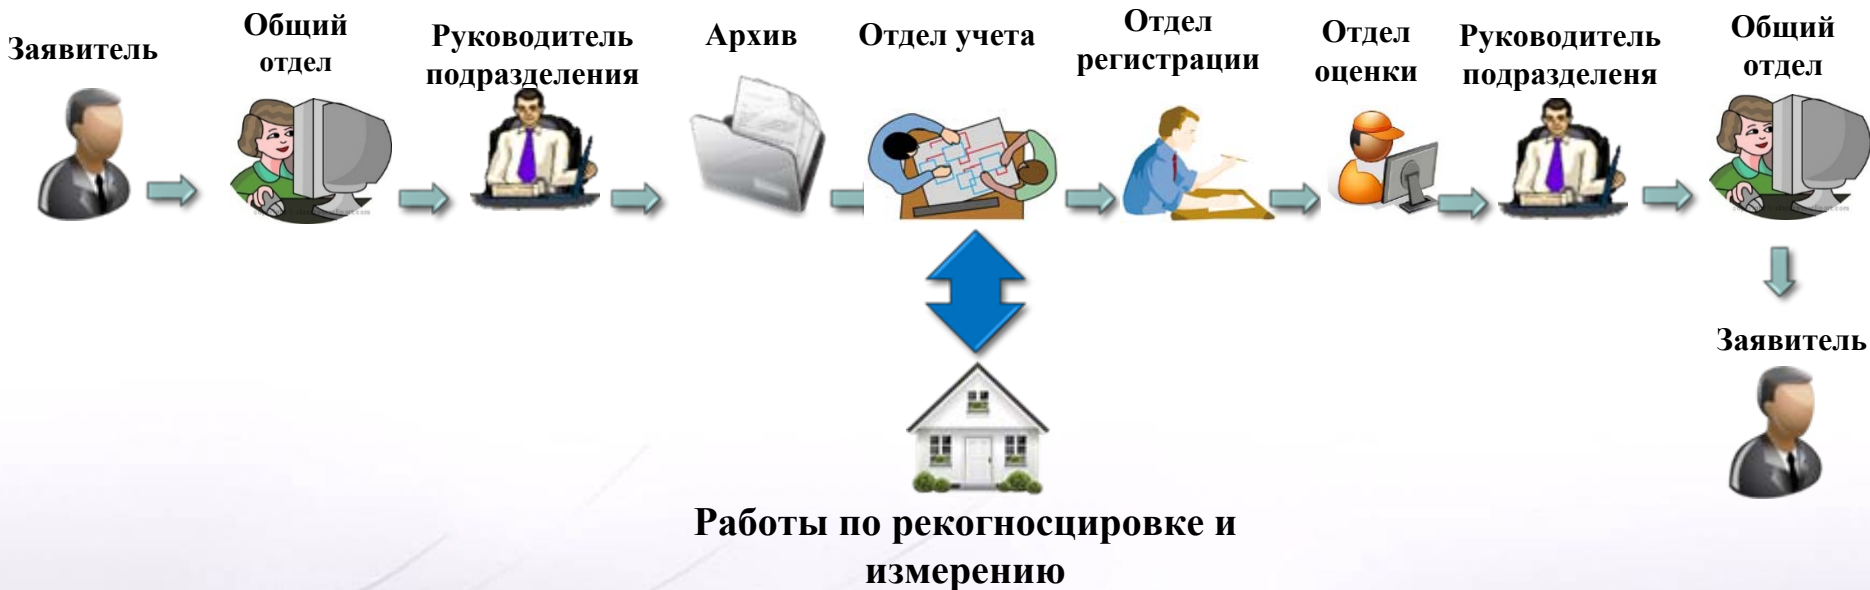 Заявитель
Общий
отдел
Руководитель
подразделения
Архив
Отдел учета
Отдел
регистрации
Отдел
оценки
Руководитель
подразделеня
Общий
отдел
Заявитель
Работы по рекогносцировке и
измерению